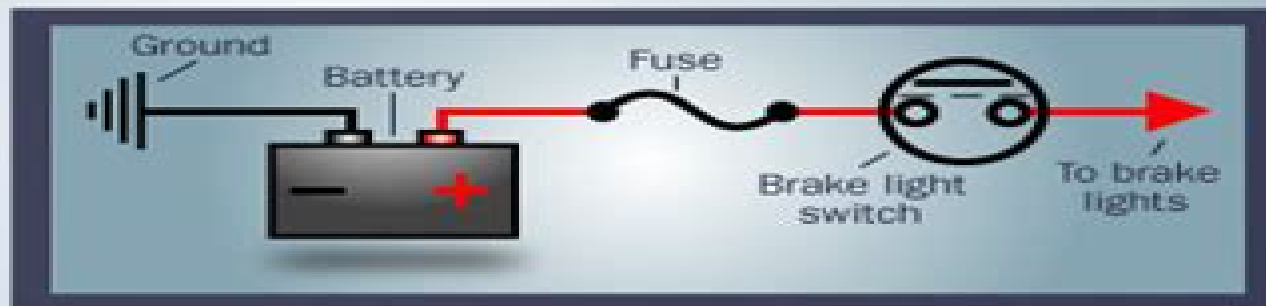 Ground
Battery
Fuse
Brake light
switch
To brake
lights